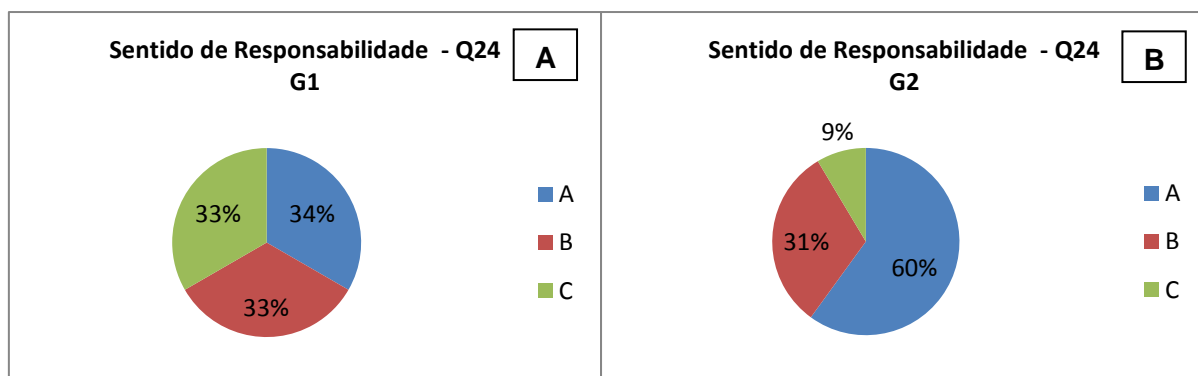 Sentido de Responsabilidade - Q24
G1
A
33%
34%
33%
A
B
C
Sentido de Responsabilidade - Q24
G2
B
9%
31%
60%
A
B
C